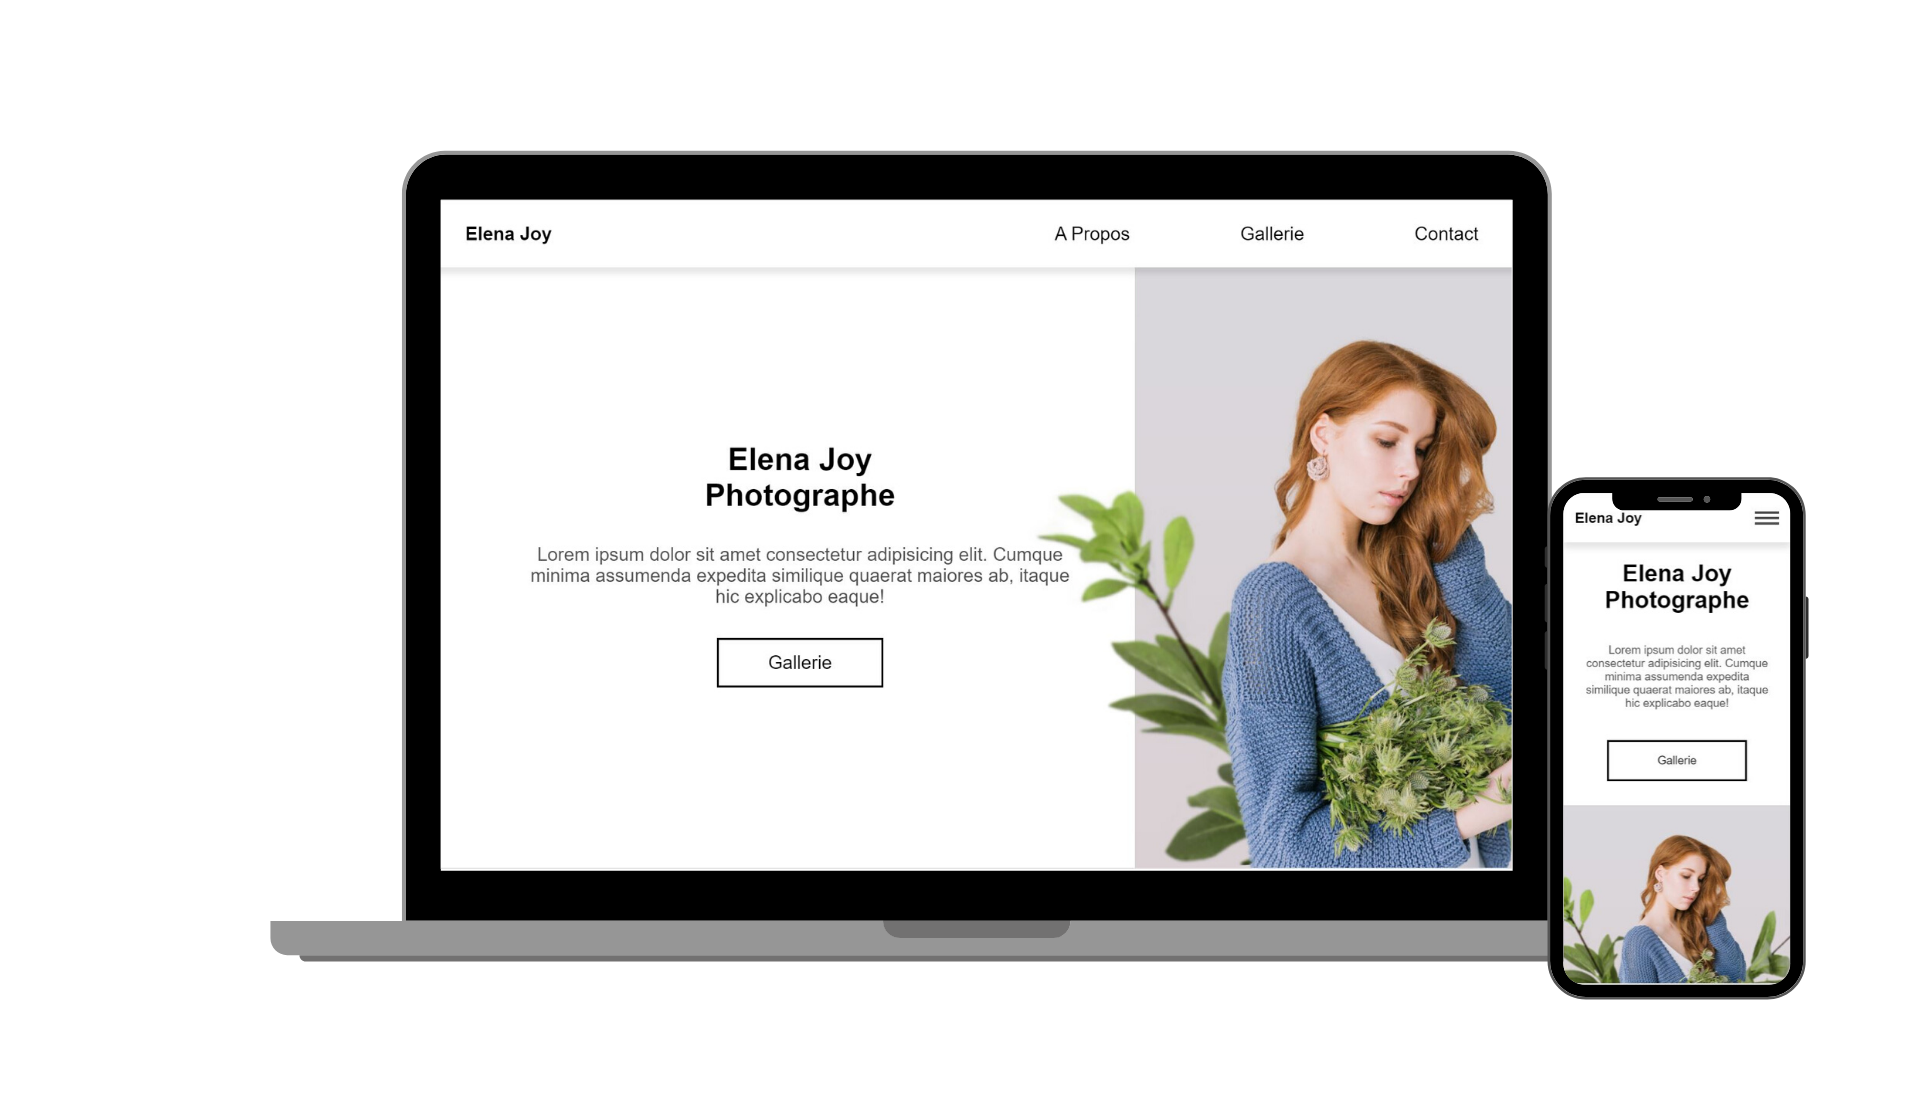 Elena Joy
A Propos
Gallerie
Contact
Elena Joy
Photographe
Lorem ipsum dolor sit amet consectetur adipisicing elit. Cumque
minima assumenda expedita similique quaerat maiores ab, itaque
hic explicabo eaque!
Gallerie
Elena Joy
Elena Joy
Photographe
Lorem ipsum dolor sit amet
consectetur adipisicing elit. Cumque
minima assumenda expedita
similique quaerat maiores ab, itaque
hic explicabo eaque!
Gallerie